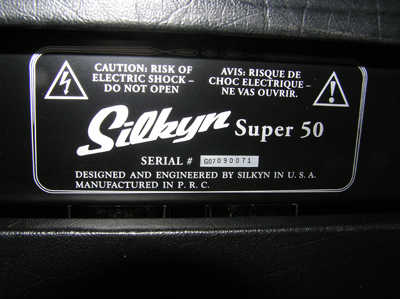 CAUTION: RISK OF
ELECTRIC SHOCK -
DO NOT OPEN
AVIS: RISQUE DE
CHOC ELECTRIQUE -
NE VAS OUVRIR.
Silkyn Super 50
SERIAL # G07090071
DESIGNED AND ENGINEERED BY SILKYN IN U. S. A.
MANUFACTURED IN P. R. C.